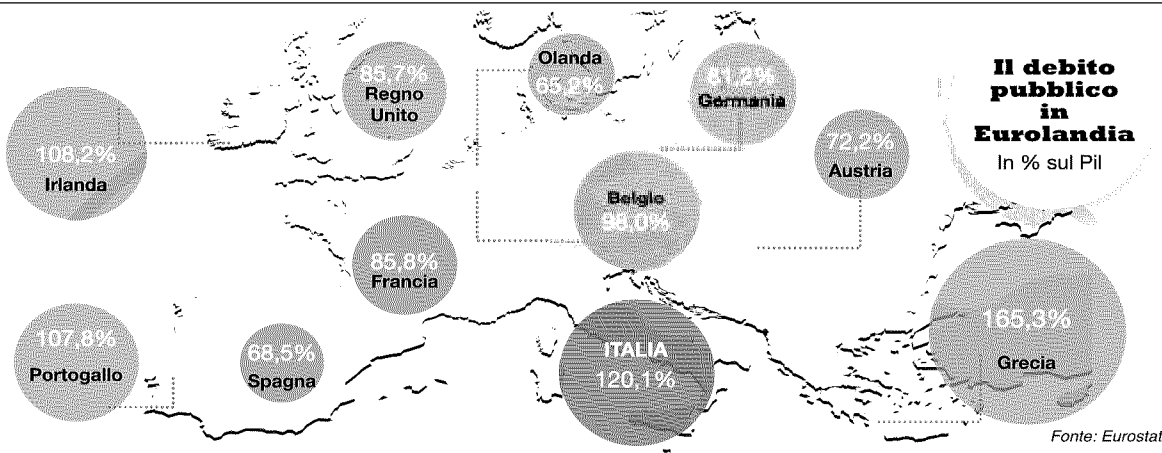 Il debito
pubblico
in
Eurolandia
In % sul Pil
108,2%
Irlanda
85,7%
Regno
Unito
Olanda
65,2%
81,2%
Germania
72,2%
Austria
Belgio
98,0%
85,8%
Francia
107,8%
Portogallo
68,5%
Spagna
ITALIA
120,1%
165,3%
Grecia
Fonte: Eurostat